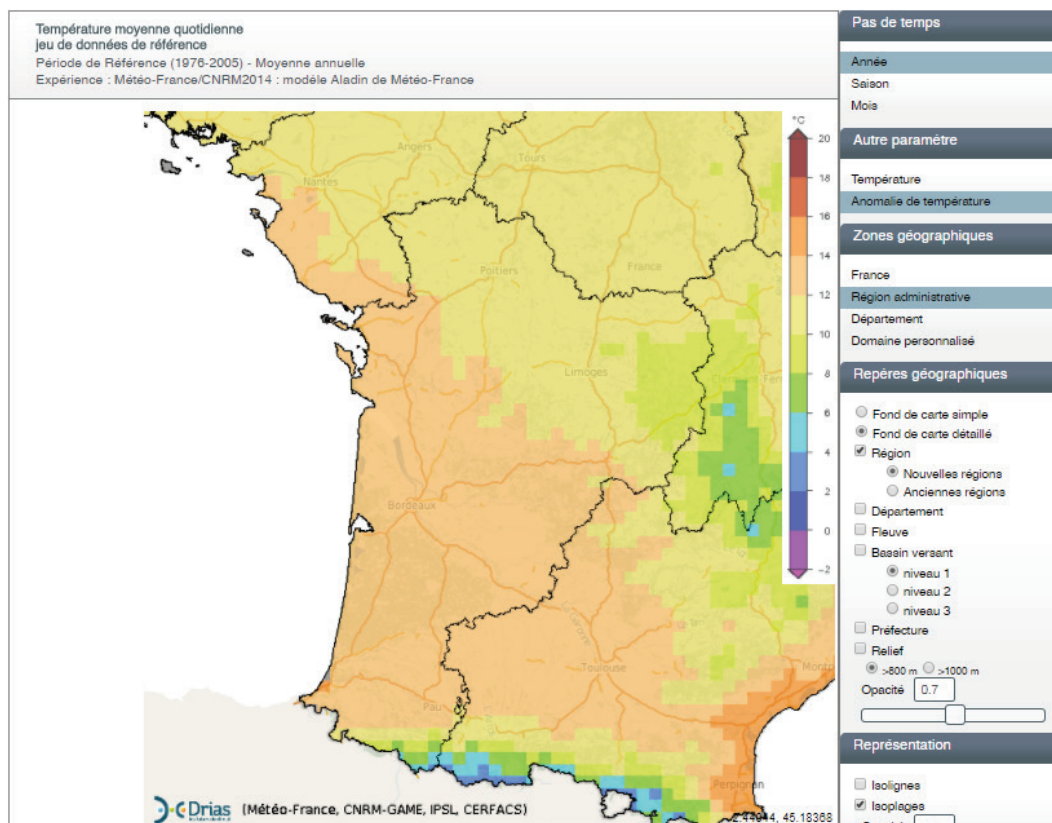 Température moyenne quotidienne
jeu de données de référence
Période de Référence (1976-2005) - Moyenne annuelle
Expérience : Météo-France/CNRM2014 : modèle Aladin de Météo-France
°C
20
18
16
14
12
10
8
6
4
2
0
-2
Angers
Tours
Nantes
Poitiers
France
Limoges
Bordeaux
Toulouse
Montp
Pau
Perpignan
Drias
(Météo-France, CNRM-GAME, IPSL, CERFACS)
45.18368
Pas de temps
Année
Saison
Mois
Autre paramètre
Température
Anomalie de température
Zones géographiques
France
Région administrative
Département
Domaine personnalisé
Repères géographiques
Fond de carte simple
Fond de carte détaillé
Région
Nouvelles régions
Anciennes régions
Département
Fleuve
Bassin versant
niveau 1
niveau 2
niveau 3
Préfecture
Relief
>800 m >1000 m
Opacité 0.7
Représentation
Isolignes
Isoplages